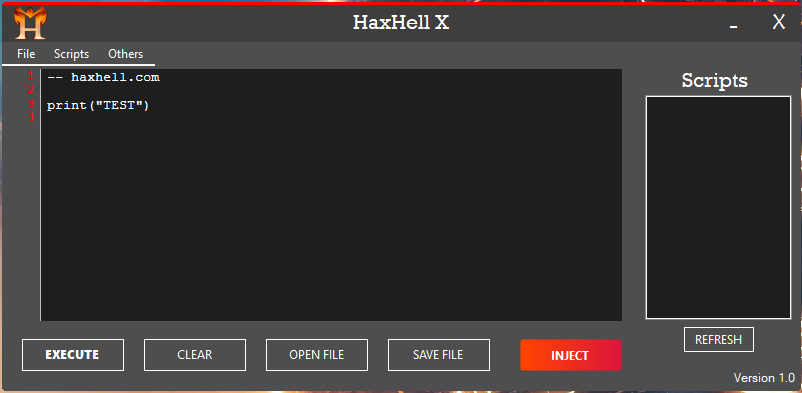 HaxHell X
_ X
File Scripts Others
1 -- haxhell.com
2
3 print("TEST")
4
Scripts
EXECUTE CLEAR OPEN FILE SAVE FILE INJECT
REFRESH
Version 1.0